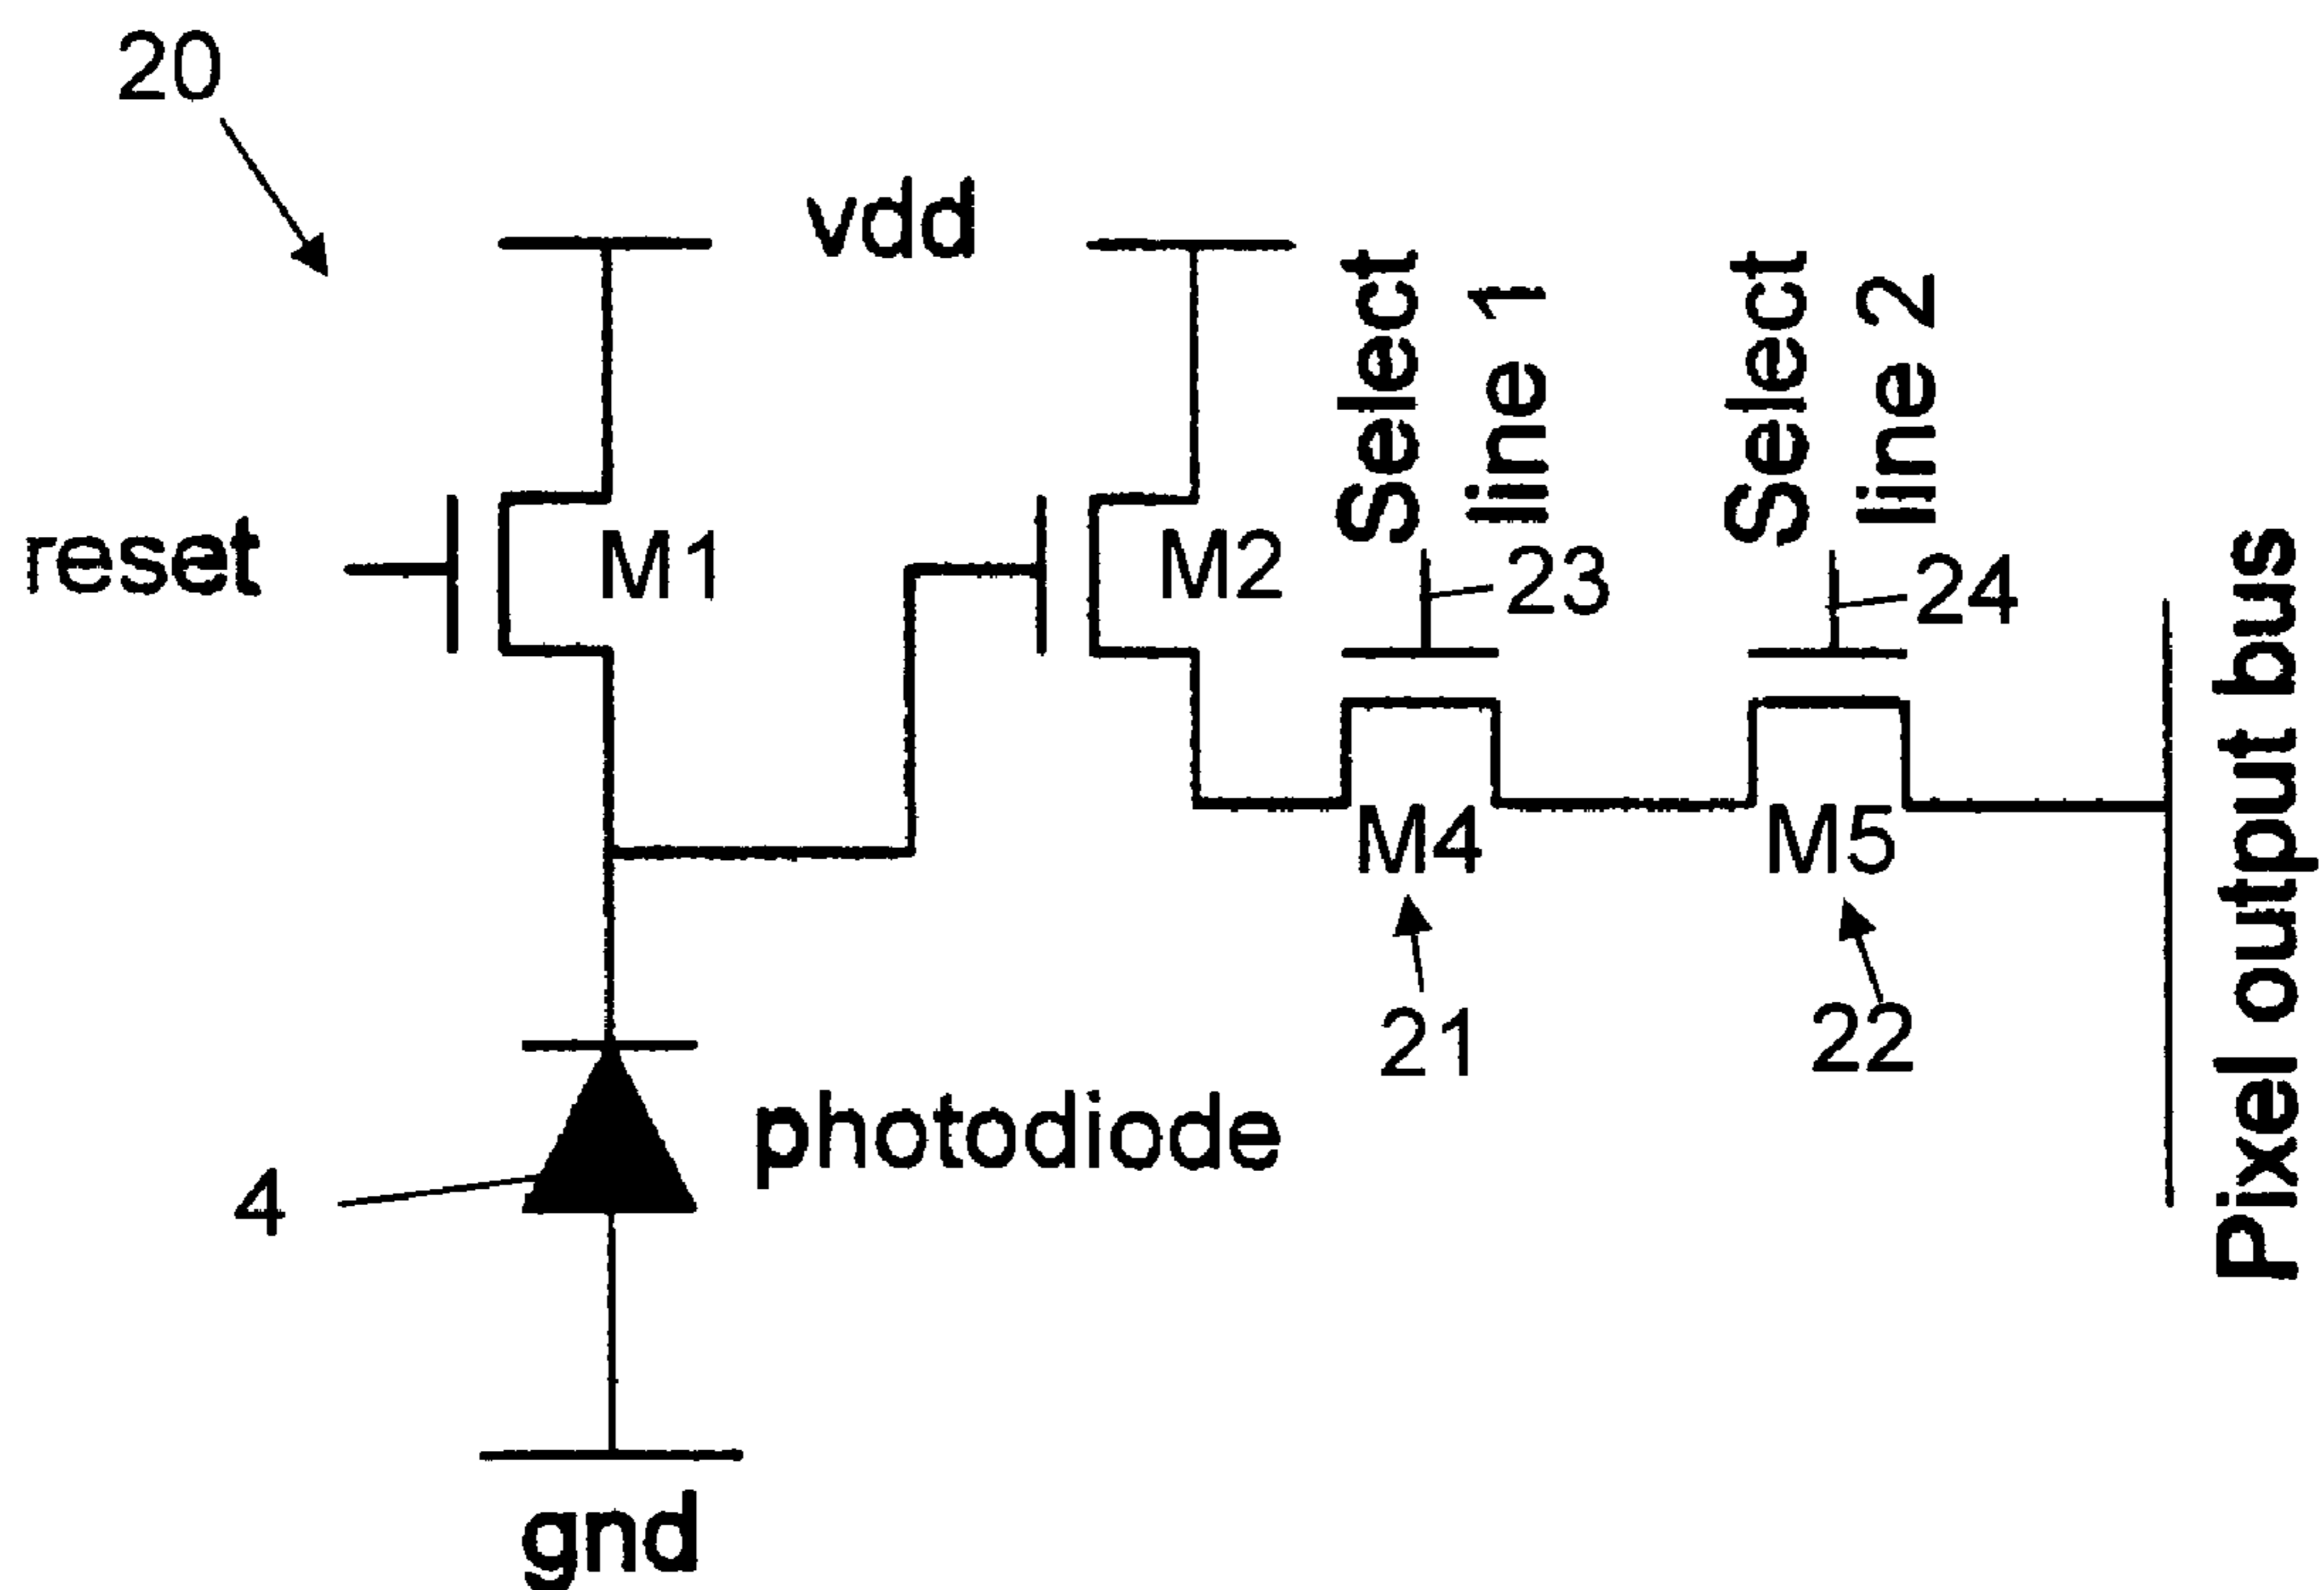 20
vdd
Select
line 1
Select
line 2
reset
M1
M2
23
24
Pixel output bus
M4
M5
21
22
photodiode
4
gnd